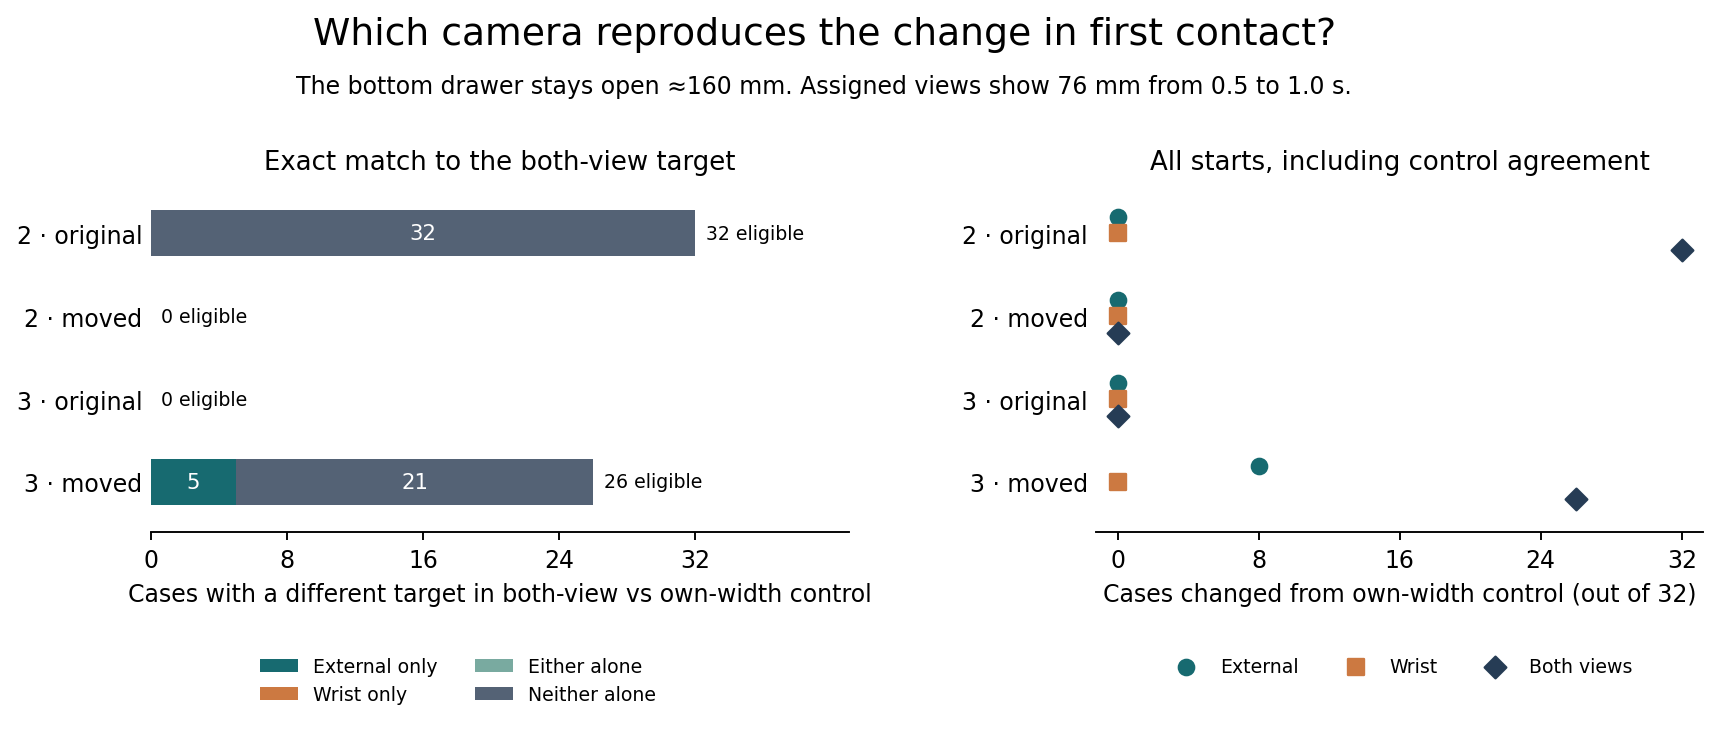 Which camera reproduces the change in first contact?
The bottom drawer stays open ≈160 mm. Assigned views show 76 mm from 0.5 to 1.0 s.
Exact match to the both-view target
2 · original
32
32 eligible
2 · moved
0 eligible
3 · original
0 eligible
3 · moved
5
21
26 eligible
0 8 16 24 32
Cases with a different target in both-view vs own-width control
External only
Wrist only
Either alone
Neither alone
All starts, including control agreement
2 · original
2 · moved
3 · original
3 · moved
0 8 16 24 32
Cases changed from own-width control (out of 32)
External Wrist Both views